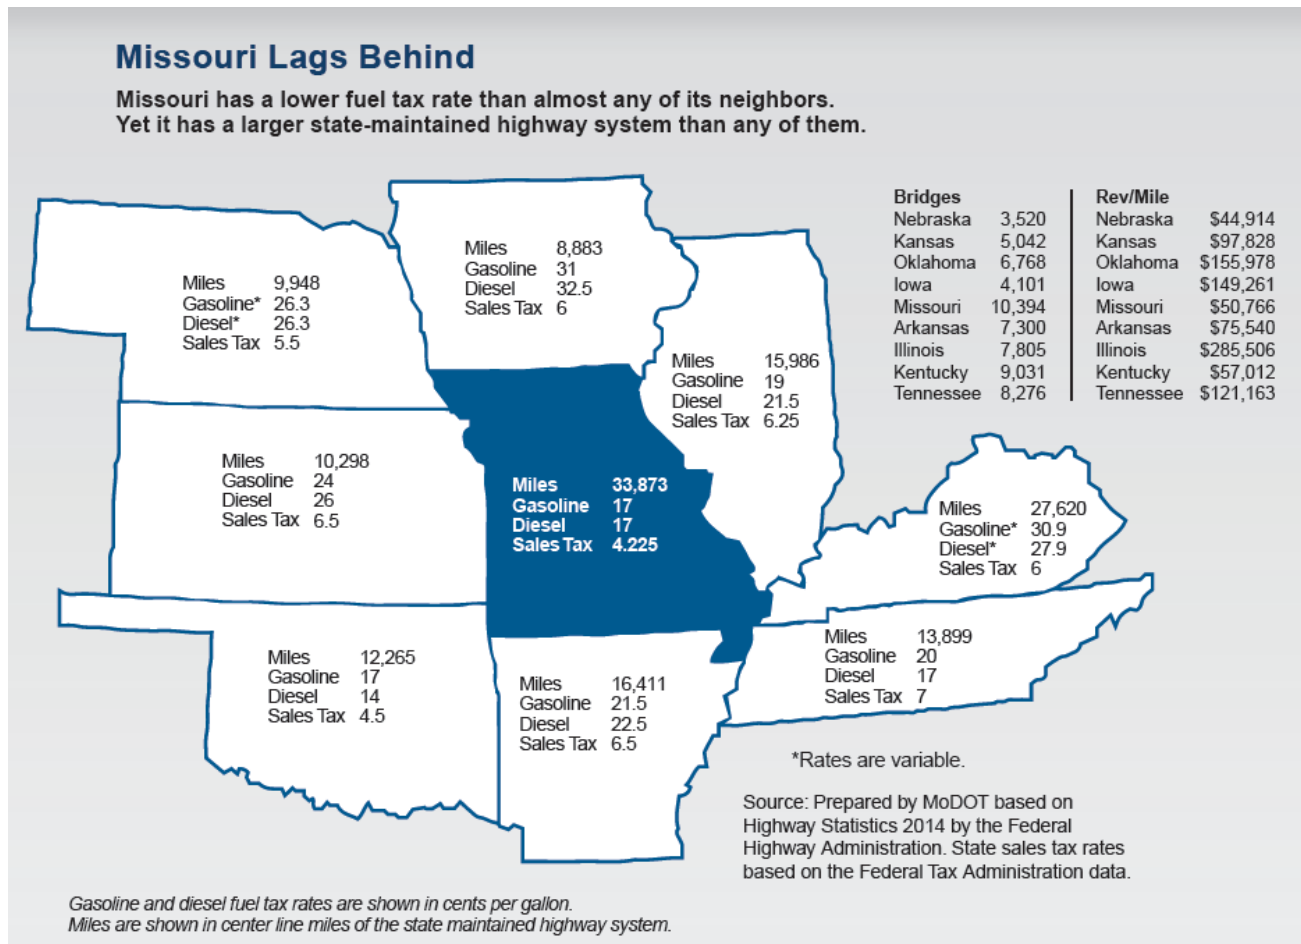 Missouri Lags Behind
Missouri has a lower fuel tax rate than almost any of its neighbors.
Yet it has a larger state-maintained highway system than any of them.
Bridges
Nebraska 3,520
Kansas 5,042
Oklahoma 6,768
Iowa 4,101
Missouri 10,394
Arkansas 7,300
Illinois 7,805
Kentucky 9,031
Tennessee 8,276
Rev/Mile
Nebraska $44,914
Kansas $97,828
Oklahoma $155,978
Iowa $149,261
Missouri $50,766
Arkansas $75,540
Illinois $285,506
Kentucky $57,012
Tennessee $121,163
Miles 9,948
Gasoline* 26.3
Diesel* 26.3
Sales Tax 5.5
Miles 8,883
Gasoline 31
Diesel 32.5
Sales Tax 6
Miles 15,986
Gasoline 19
Diesel 21.5
Sales Tax 6.25
Miles 10,298
Gasoline 24
Diesel 26
Sales Tax 6.5
Miles 33,873
Gasoline 17
Diesel 17
Sales Tax 4.225
Miles 27,620
Gasoline* 30.9
Diesel* 27.9
Sales Tax 6
Miles 12,265
Gasoline 17
Diesel 14
Sales Tax 4.5
Miles 16,411
Gasoline 21.5
Diesel 22.5
Sales Tax 6.5
Miles 13,899
Gasoline 20
Diesel 17
Sales Tax 7
*Rates are variable.
Source: Prepared by MoDOT based on
Highway Statistics 2014 by the Federal
Highway Administration. State sales tax rates
based on the Federal Tax Administration data.
Gasoline and diesel fuel tax rates are shown in cents per gallon.
Miles are shown in center line miles of the state maintained highway system.